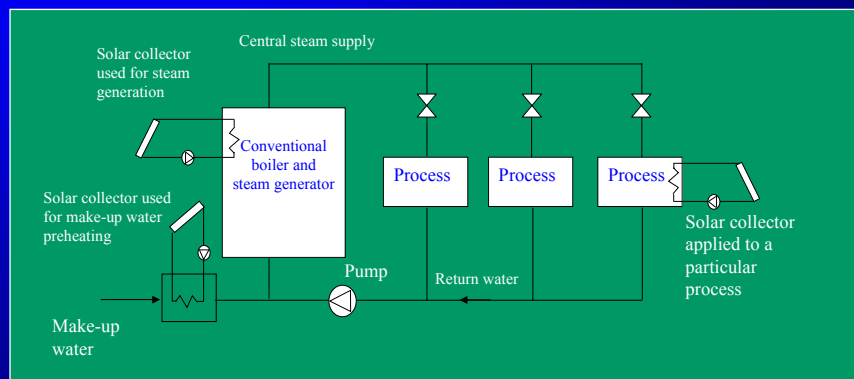 Central steam supply
Solar collector
used for steam
generation
Conventional
boiler and
steam generator
Process
Process
Process
Solar collector used
for make-up water
preheating
Solar collector
applied to a
particular
process
Pump
Return water
Make-up
water